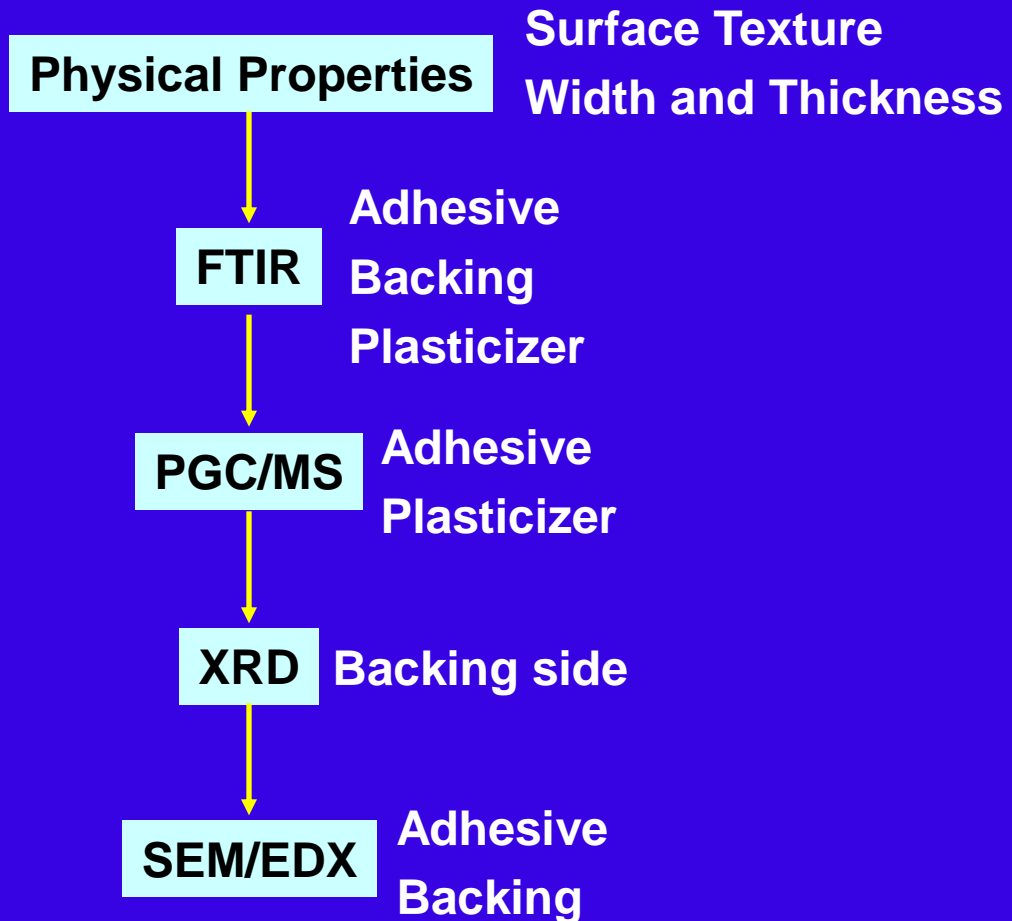 Physical Properties
Surface Texture
Width and Thickness
FTIR
Adhesive
Backing
Plasticizer
PGC/MS
Adhesive
Plasticizer
XRD
Backing side
SEM/EDX
Adhesive
Backing